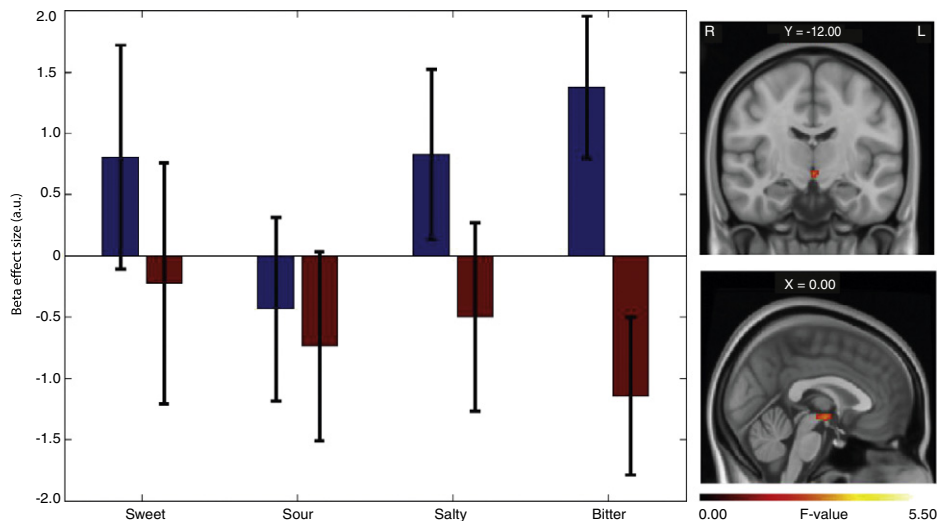 Beta effect size (a.u.)
2.0
1.5
1.0
0.5
0
-0.5
-1.0
-1.5
-2.0
Sweet
Sour
Salty
Bitter
R
Y = -12.00
L
X = 0.00
0.00
F-value
5.50